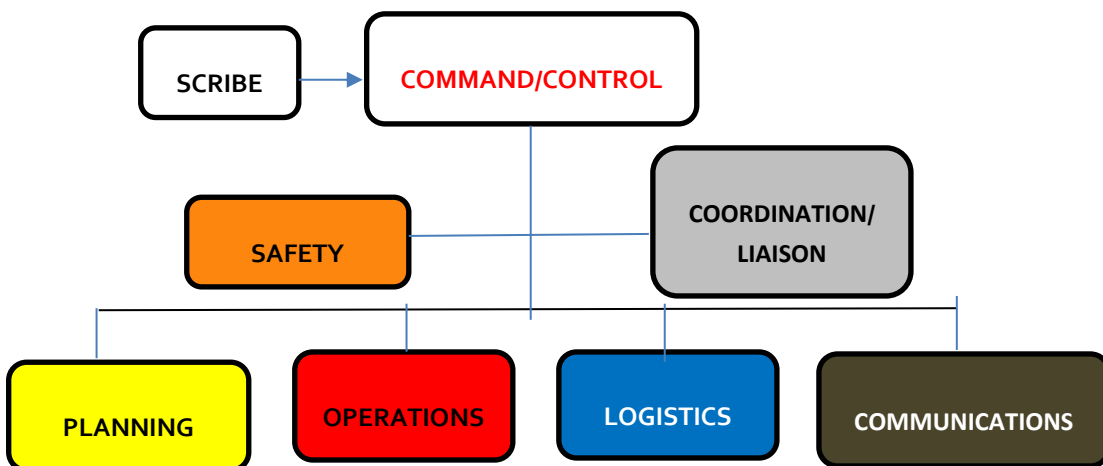 SCRIBE
COMMAND/CONTROL
SAFETY
COORDINATION/
LIAISON
PLANNING
OPERATIONS
LOGISTICS
COMMUNICATIONS